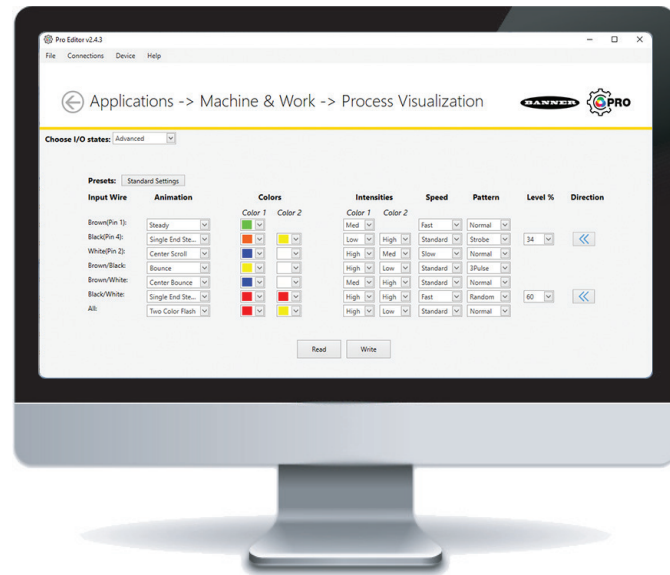 Pro Editor v2.4.3
File Connections Device Help
Applications -> Machine & Work -> Process Visualization
BANNER PRO
Choose I/O states: Advanced
Presets: Standard Settings
Input Wire Animation Colors Intensities Speed Pattern Level % Direction
Color 1 Color 2 Color 1 Color 2
Brown(Pin 1): Steady Med Fast Normal
Black(Pin 4): Single End Ste... Low High Standard Strobe 34
White(Pin 2): Center Scroll High Med Slow Normal
Brown/Black: Bounce High Low Standard 3Pulse
Brown/White: Center Bounce Med High Standard Normal
Black/White: Single End Ste... High High Fast Random 60
All: Two Color Flash High Low Standard Normal
Read Write